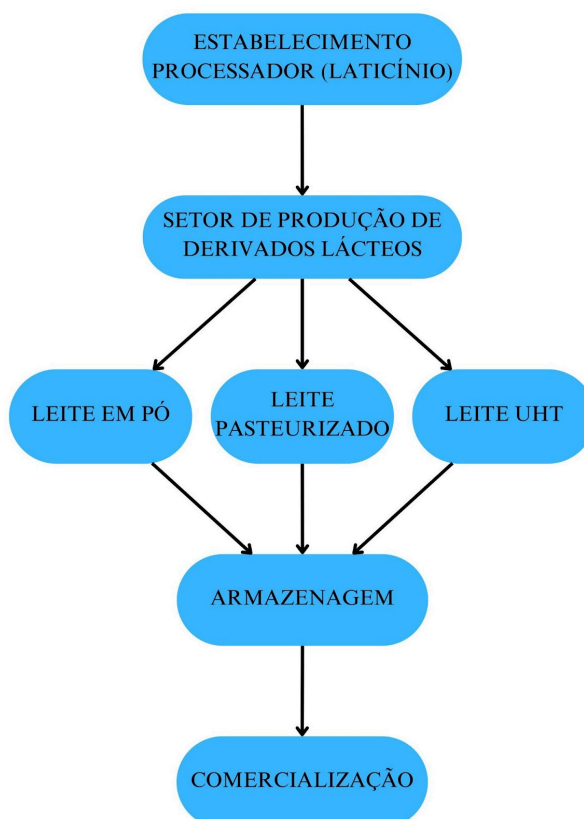 ESTABELECIMENTO
PROCESSADOR (LATICÍNIO)
SETOR DE PRODUÇÃO DE
DERIVADOS LÁCTEOS
LEITE EM PÓ
LEITE
PASTEURIZADO
LEITE UHT
ARMAZENAGEM
COMERCIALIZAÇÃO